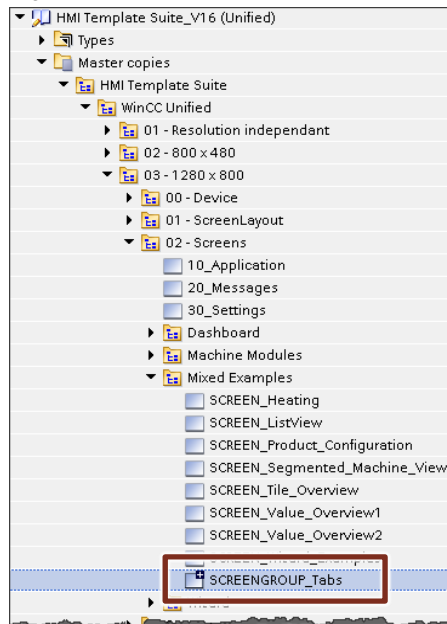 HMI Template Suite_V16 (Unified)
Types
Master copies
HMI Template Suite
WinCC Unified
01 - Resolution independant
02 - 800 x 480
03 - 1280 x 800
00 - Device
01 - ScreenLayout
02 - Screens
10_Application
20_Messages
30_Settings
Dashboard
Machine Modules
Mixed Examples
SCREEN_Heating
SCREEN_ListView
SCREEN_Product_Configuration
SCREEN_Segmented_Machine_View
SCREEN_Tile_Overview
SCREEN_Value_Overview1
SCREEN_Value_Overview2
SCREENGROUP_Tabs